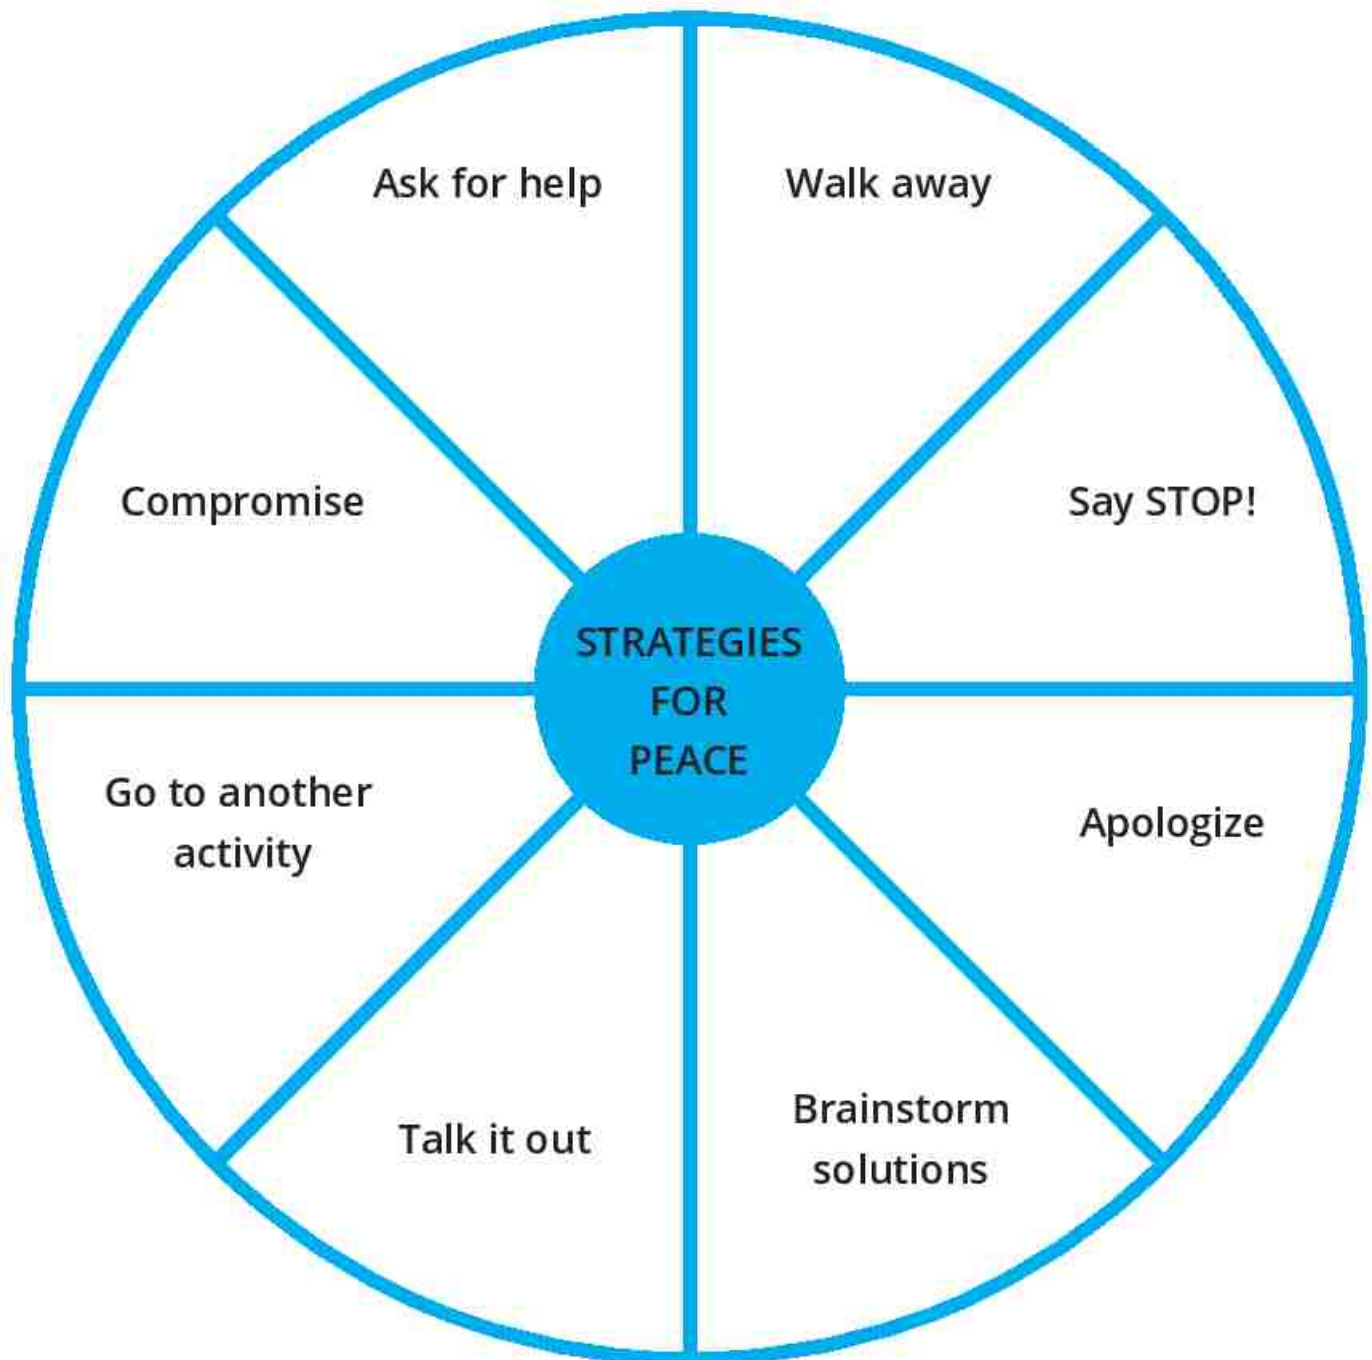 Ask for help
Walk away
Compromise
Say STOP!
STRATEGIES
FOR
PEACE
Go to another
activity
Apologize
Talk it out
Brainstorm
solutions